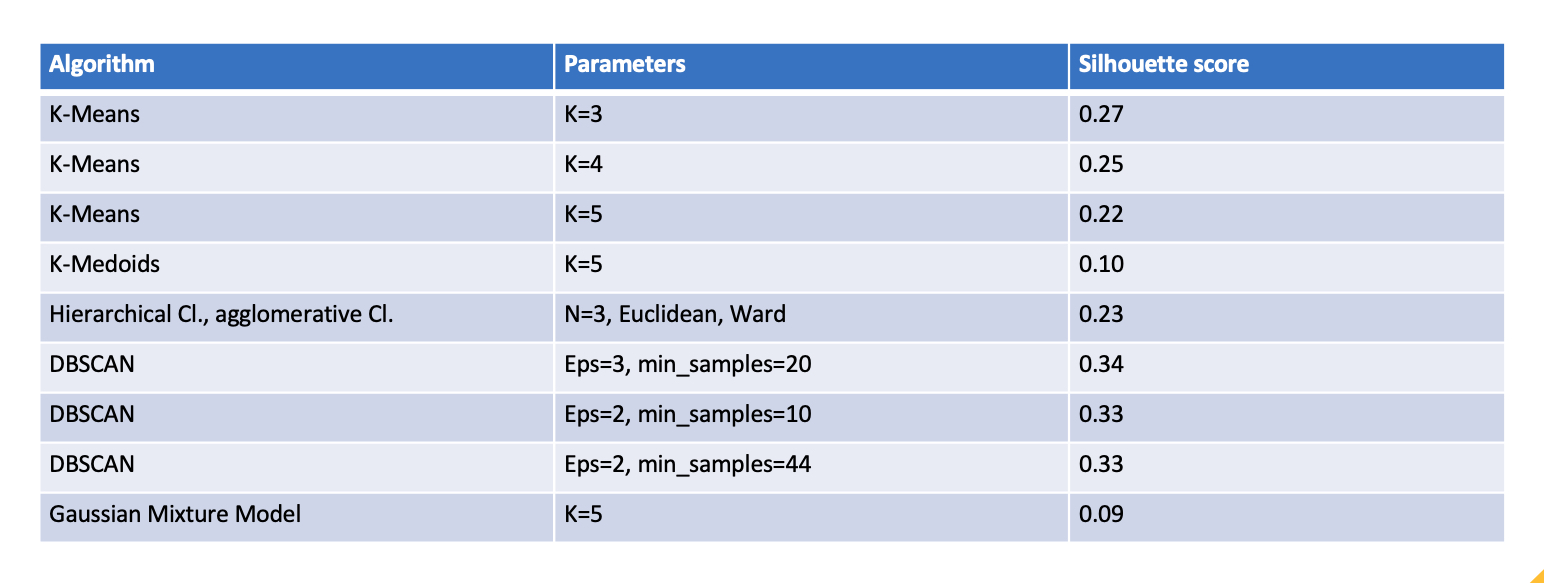 Algorithm Parameters Silhouette score
K-Means K=3 0.27
K-Means K=4 0.25
K-Means K=5 0.22
K-Medoids K=5 0.10
Hierarchical Cl., agglomerative Cl. N=3, Euclidean, Ward 0.23
DBSCAN Eps=3, min_samples=20 0.34
DBSCAN Eps=2, min_samples=10 0.33
DBSCAN Eps=2, min_samples=44 0.33
Gaussian Mixture Model K=5 0.09